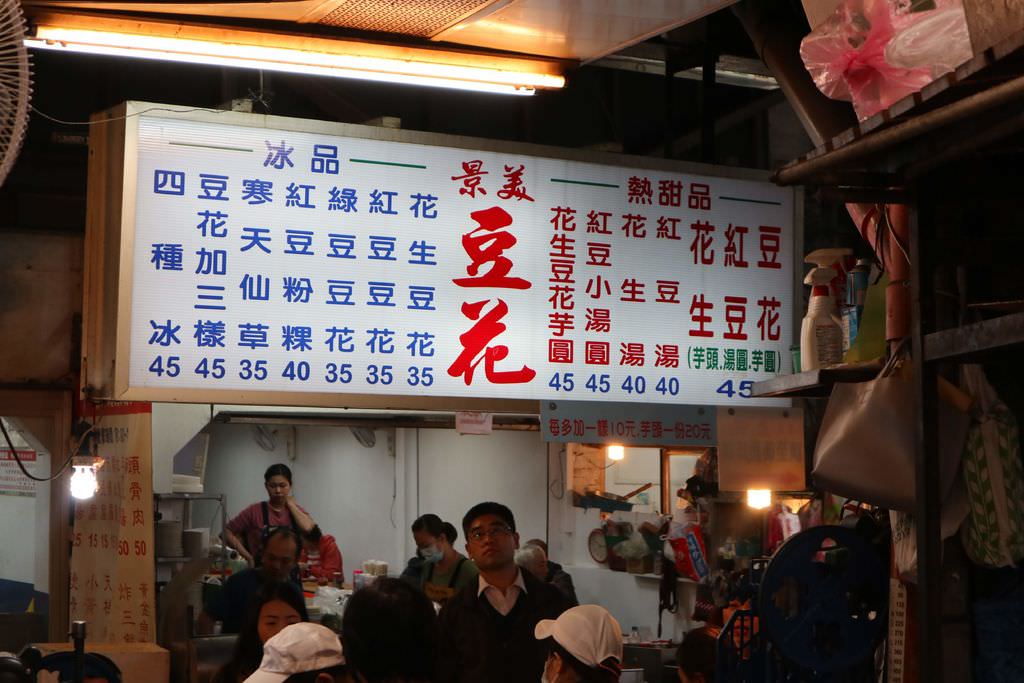 冰品
四種冰 45
豆花加三樣 45
寒天仙草 35
紅豆粉粿 40
綠豆豆花 35
紅豆豆花 35
花生豆花 35
景美
豆花
熱甜品
花生豆花芋圓 45
紅豆小湯圓 45
花生湯 40
紅豆湯 40
花生
紅豆
豆花
(芋頭,湯圓,芋圓)
45
每多加一樣10元.芋頭一份20元